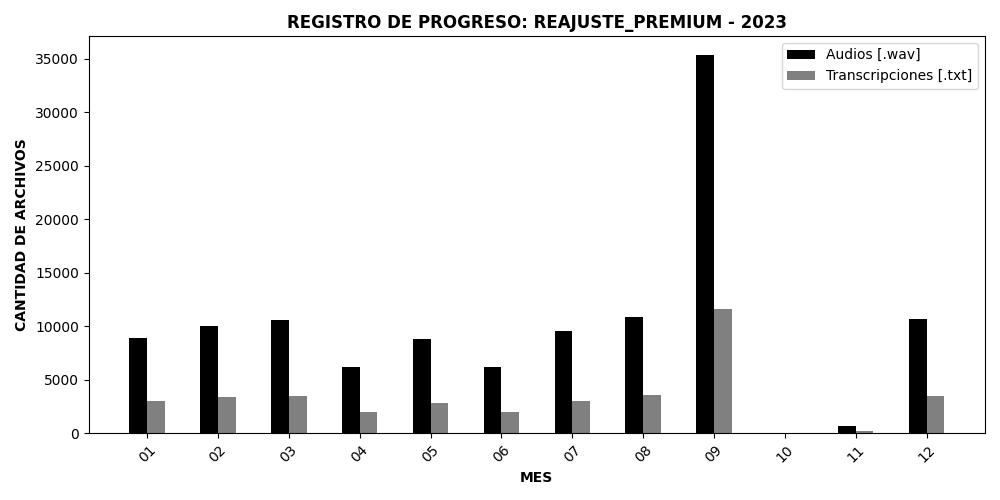 REGISTRO DE PROGRESO: REAJUSTE_PREMIUM - 2023
Audios [.wav]
Transcripciones [.txt]
CANTIDAD DE ARCHIVOS
35000
30000
25000
20000
15000
10000
5000
0
01 02 03 04 05 06 07 08 09 10 11 12
MES